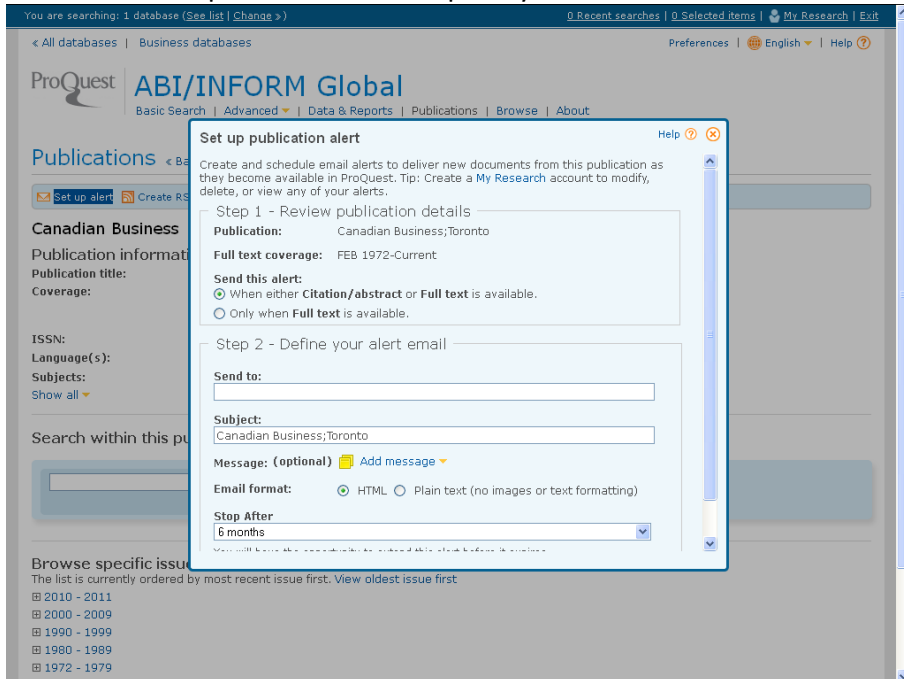 You are searching: 1 database (See list | Change »)
0 Recent searches | 0 Selected items | My Research | Exit
« All databases | Business databases
Preferences | English | Help ?
ProQuest
ABI/INFORM Global
Basic Search | Advanced | Data & Reports | Publications | Browse | About
Publications « Ba
Set up alert Create RS
Canadian Business
Publication informati
Publication title:
Coverage:
ISSN:
Language(s):
Subjects:
Show all
Search within this pu
Set up publication alert
Help ?
Create and schedule email alerts to deliver new documents from this publication as
they become available in ProQuest. Tip: Create a My Research account to modify,
delete, or view any of your alerts.
Step 1 - Review publication details
Publication: Canadian Business;Toronto
Full text coverage: FEB 1972-Current
Send this alert:
When either Citation/abstract or Full text is available.
Only when Full text is available.
Step 2 - Define your alert email
Send to:
Subject:
Canadian Business;Toronto
Message: (optional) Add message
Email format: HTML Plain text (no images or text formatting)
Stop After
6 months
Browse specific issue
The list is currently ordered by most recent issue first. View oldest issue first
2010 - 2011
2000 - 2009
1990 - 1999
1980 - 1989
1972 - 1979